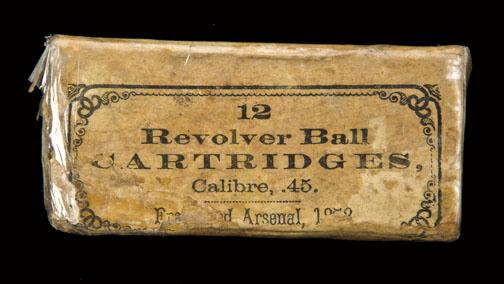 12
Revolver Ball
CARTRIDGES,
Calibre, .45.
Arsenal,